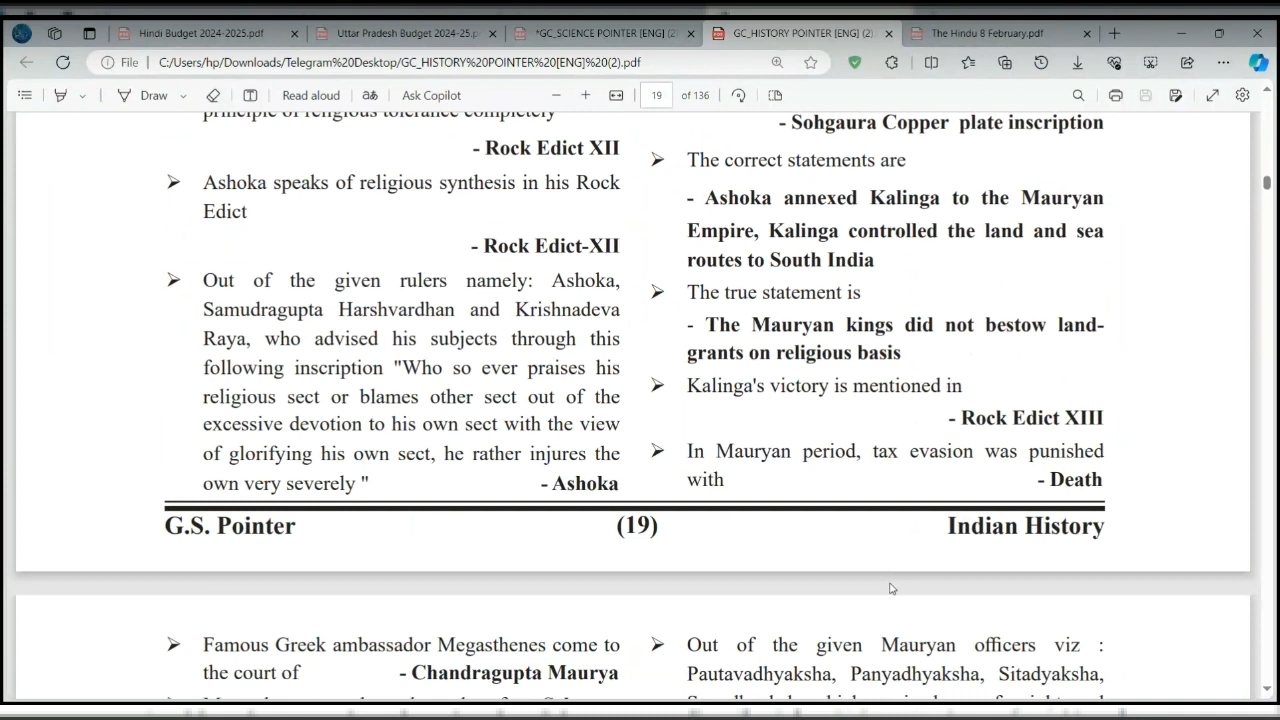 Hindi Budget 2024-2025.pdf
Uttar Pradesh Budget 2024-25.p
*GC_SCIENCE POINTER [ENG] (2)
GC_HISTORY POINTER [ENG] (2)
The Hindu 8 February.pdf
File
C:/Users/hp/Downloads/Telegram%20Desktop/GC_HISTORY%20POINTER%20[ENG]%20(2).pdf
Draw
Read aloud
Ask Copilot
19 of 136
principle of religious tolerance completely
- Rock Edict XII
Ashoka speaks of religious synthesis in his Rock
Edict
- Rock Edict-XII
Out of the given rulers namely: Ashoka,
Samudragupta Harshvardhan and Krishnadeva
Raya, who advised his subjects through this
following inscription "Who so ever praises his
religious sect or blames other sect out of the
excessive devotion to his own sect with the view
of glorifying his own sect, he rather injures the
own very severely " - Ashoka
- Sohgaura Copper plate inscription
The correct statements are
- Ashoka annexed Kalinga to the Mauryan
Empire, Kalinga controlled the land and sea
routes to South India
The true statement is
- The Mauryan kings did not bestow land-
grants on religious basis
Kalinga's victory is mentioned in
- Rock Edict XIII
In Mauryan period, tax evasion was punished
with - Death
G.S. Pointer (19) Indian History
Famous Greek ambassador Megasthenes come to
the court of - Chandragupta Maurya
Out of the given Mauryan officers viz :
Pautavadhyaksha, Panyadhyaksha, Sitadyaksha,